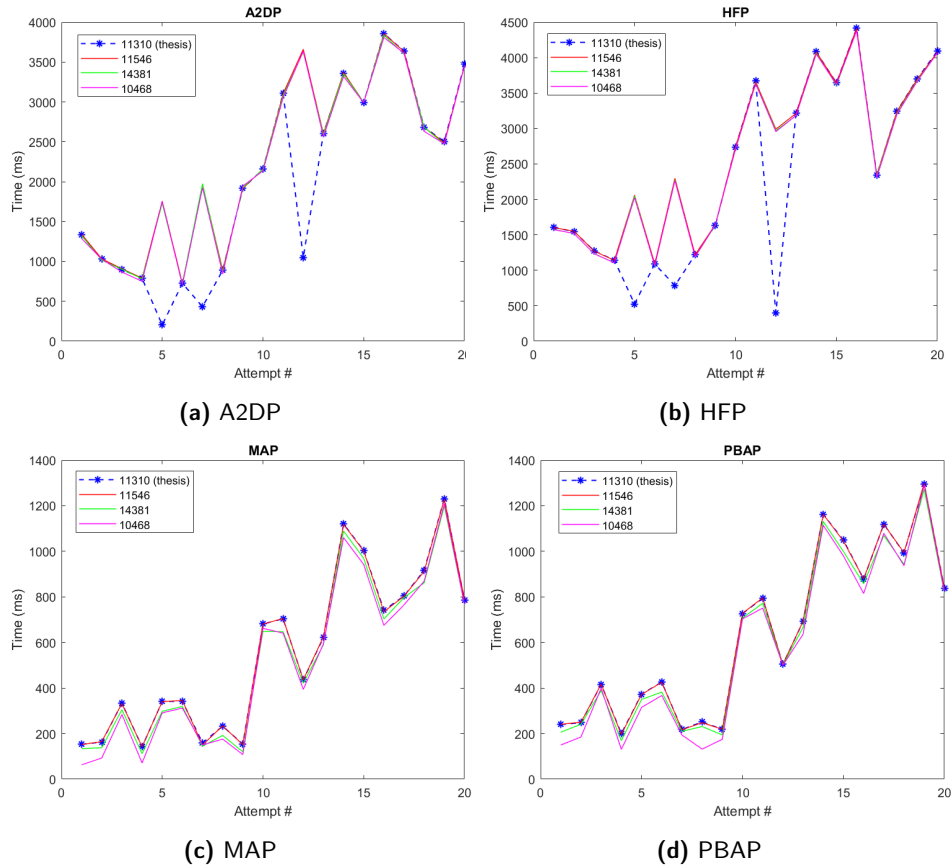 A2DP
4000
3500
3000
2500
2000
1500
1000
500
0
Time (ms)
11310 (thesis)
11546
14381
10468
0 5 10 15 20
Attempt #
(a) A2DP
HFP
4500
4000
3500
3000
2500
2000
1500
1000
500
0
Time (ms)
11310 (thesis)
11546
14381
10468
0 5 10 15 20
Attempt #
(b) HFP
MAP
1400
1200
1000
800
600
400
200
0
Time (ms)
11310 (thesis)
11546
14381
10468
0 5 10 15 20
Attempt #
(c) MAP
PBAP
1400
1200
1000
800
600
400
200
0
Time (ms)
11310 (thesis)
11546
14381
10468
0 5 10 15 20
Attempt #
(d) PBAP